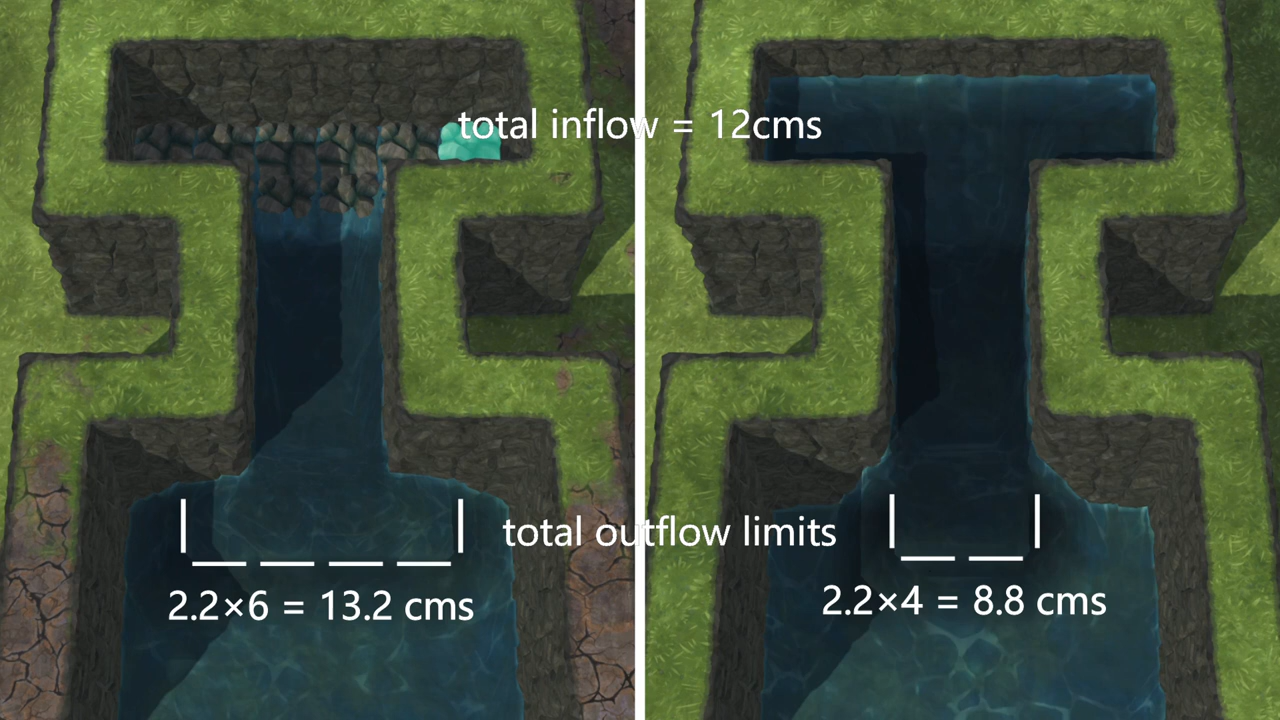 total inflow = 12cms
total outflow limits
2.2×6 = 13.2 cms
2.2×4 = 8.8 cms